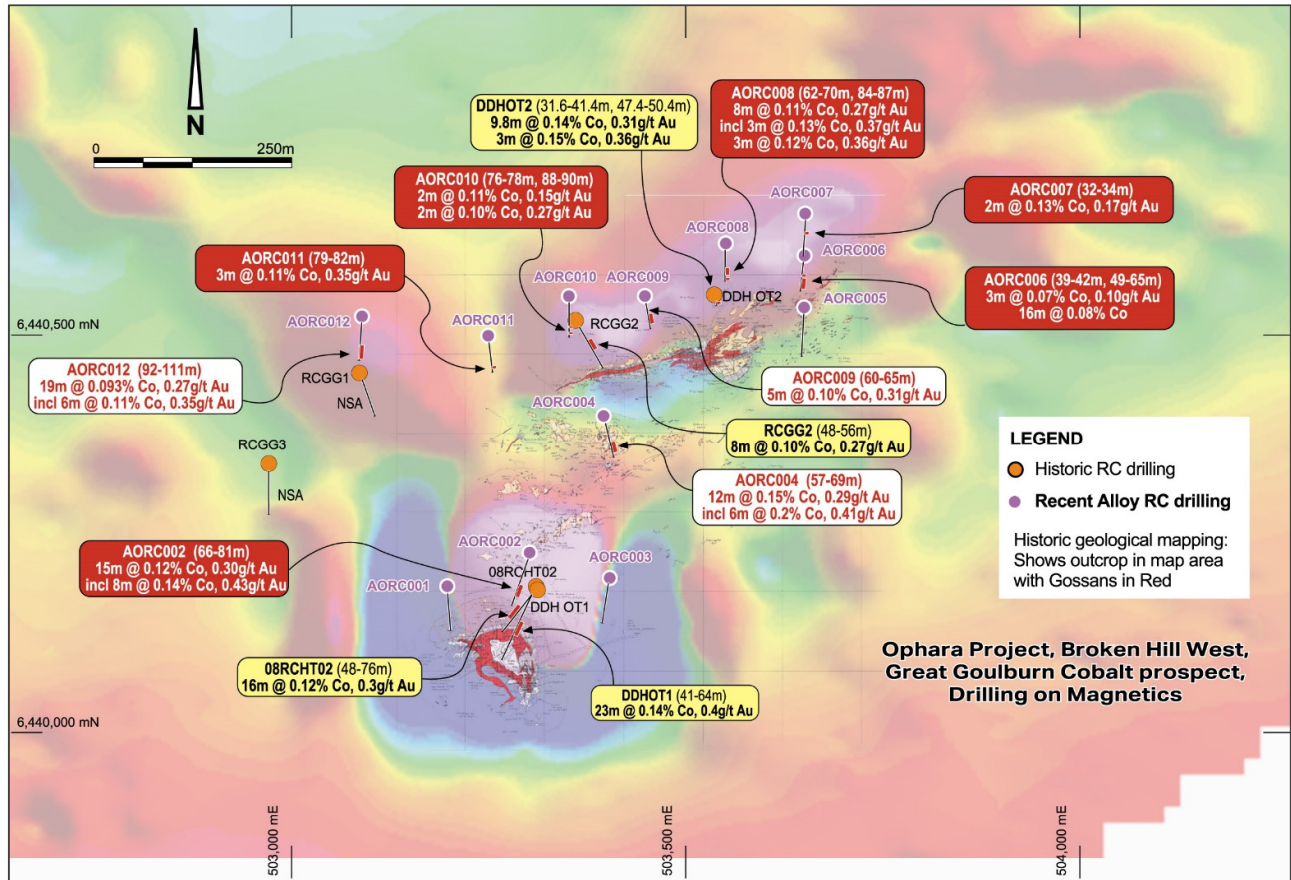 N
0 250m
DDHOT2 (31.6-41.4m, 47.4-50.4m)
9.8m @ 0.14% Co, 0.31g/t Au
3m @ 0.15% Co, 0.36g/t Au
AORC008 (62-70m, 84-87m)
8m @ 0.11% Co, 0.27g/t Au
incl 3m @ 0.13% Co, 0.37g/t Au
3m @ 0.12% Co, 0.36g/t Au
AORC010 (76-78m, 88-90m)
2m @ 0.11% Co, 0.15g/t Au
2m @ 0.10% Co, 0.27g/t Au
AORC007 (32-34m)
2m @ 0.13% Co, 0.17g/t Au
AORC007
AORC008
AORC006
AORC011 (79-82m)
3m @ 0.11% Co, 0.35g/t Au
AORC006 (39-42m, 49-65m)
3m @ 0.07% Co, 0.10g/t Au
16m @ 0.08% Co
AORC010
AORC009
DDH OT2
AORC005
6,440,500 mN
AORC012
AORC011
RCGG2
AORC012 (92-111m)
19m @ 0.093% Co, 0.27g/t Au
incl 6m @ 0.11% Co, 0.35g/t Au
RCGG1
NSA
AORC009 (60-65m)
5m @ 0.10% Co, 0.31g/t Au
AORC004
RCGG2 (48-56m)
8m @ 0.10% Co, 0.27g/t Au
RCGG3
NSA
AORC004 (57-69m)
12m @ 0.15% Co, 0.29g/t Au
incl 6m @ 0.2% Co, 0.41g/t Au
LEGEND
Historic RC drilling
Recent Alloy RC drilling
Historic geological mapping:
Shows outcrop in map area
with Gossans in Red
AORC002 (66-81m)
15m @ 0.12% Co, 0.30g/t Au
incl 8m @ 0.14% Co, 0.43g/t Au
AORC002
AORC003
08RCHT02
AORC001
DDH OT1
08RCHT02 (48-76m)
16m @ 0.12% Co, 0.3g/t Au
DDHOT1 (41-64m)
23m @ 0.14% Co, 0.4g/t Au
Ophara Project, Broken Hill West,
Great Goulburn Cobalt prospect,
Drilling on Magnetics
6,440,000 mN
503,000 mE
503,500 mE
504,000 mE